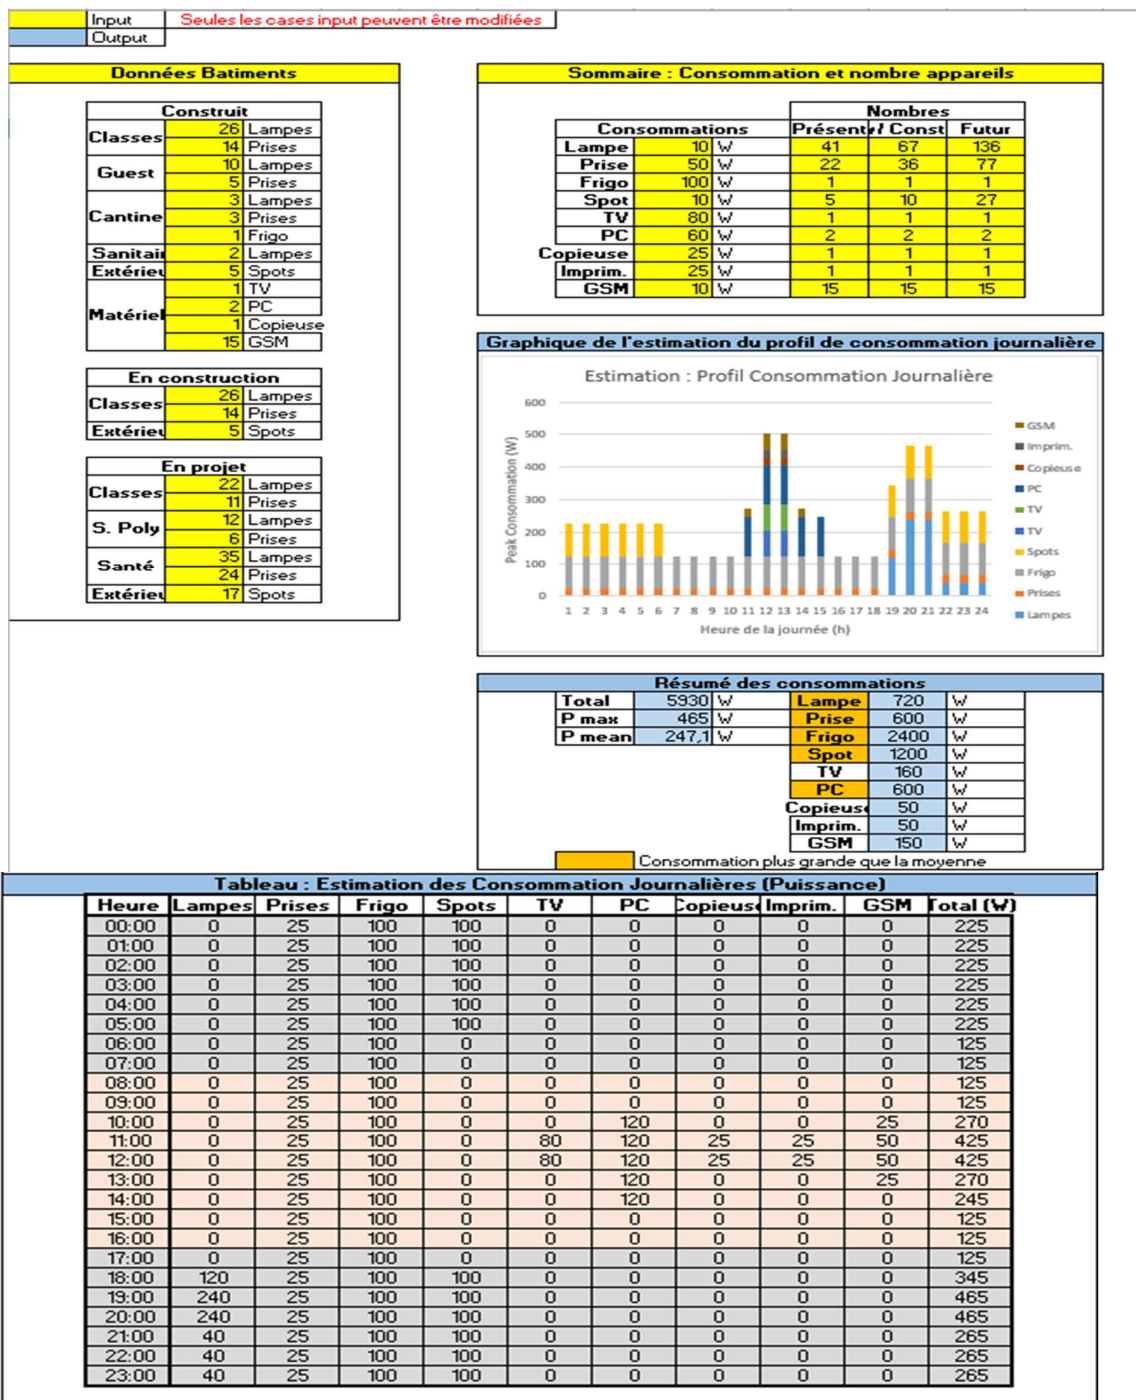 Input Seules les cases input peuvent être modifiées
Output
Données Batiments
Construit
Classes 26 Lampes
14 Prises
Guest 10 Lampes
5 Prises
Cantine 3 Lampes
3 Prises
1 Frigo
Sanitair 2 Lampes
Extérieu 5 Spots
Matériel 1 TV
2 PC
1 Copieuse
15 GSM
En construction
Classes 26 Lampes
14 Prises
Extérieu 5 Spots
En projet
Classes 22 Lampes
11 Prises
S. Poly 12 Lampes
6 Prises
Santé 35 Lampes
24 Prises
Extérieu 17 Spots
Sommaire : Consommation et nombre appareils
Nombres
Consommations Présent / Const Futur
Lampe 10 W 41 67 136
Prise 50 W 22 36 77
Frigo 100 W 1 1 1
Spot 10 W 5 10 27
TV 80 W 1 1 1
PC 60 W 2 2 2
Copieuse 25 W 1 1 1
Imprim. 25 W 1 1 1
GSM 10 W 15 15 15
Graphique de l'estimation du profil de consommation journalière
Estimation : Profil Consommation Journalière
Peak Consommation (W)
600
500
400
300
200
100
0
1 2 3 4 5 6 7 8 9 10 11 12 13 14 15 16 17 18 19 20 21 22 23 24
Heure de la journée (h)
GSM
Imprim.
Copieuse
PC
TV
TV
Spots
Frigo
Prises
Lampes
Résumé des consommations
Total 5930 W Lampe 720 W
P max 465 W Prise 600 W
P mean 247,1 W Frigo 2400 W
Spot 1200 W
TV 160 W
PC 600 W
Copieus 50 W
Imprim. 50 W
GSM 150 W
Consommation plus grande que la moyenne
Tableau : Estimation des Consommation Journalières (Puissance)
Heure Lampes Prises Frigo Spots TV PC Copieus Imprim. GSM Total (W)
00:00 0 25 100 100 0 0 0 0 0 225
01:00 0 25 100 100 0 0 0 0 0 225
02:00 0 25 100 100 0 0 0 0 0 225
03:00 0 25 100 100 0 0 0 0 0 225
04:00 0 25 100 100 0 0 0 0 0 225
05:00 0 25 100 100 0 0 0 0 0 225
06:00 0 25 100 0 0 0 0 0 0 125
07:00 0 25 100 0 0 0 0 0 0 125
08:00 0 25 100 0 0 0 0 0 0 125
09:00 0 25 100 0 0 0 0 0 0 125
10:00 0 25 100 0 0 120 0 0 25 270
11:00 0 25 100 0 80 120 25 25 50 425
12:00 0 25 100 0 80 120 25 25 50 425
13:00 0 25 100 0 0 120 0 0 25 270
14:00 0 25 100 0 0 120 0 0 0 245
15:00 0 25 100 0 0 0 0 0 0 125
16:00 0 25 100 0 0 0 0 0 0 125
17:00 0 25 100 0 0 0 0 0 0 125
18:00 120 25 100 100 0 0 0 0 0 345
19:00 240 25 100 100 0 0 0 0 0 465
20:00 240 25 100 100 0 0 0 0 0 465
21:00 40 25 100 100 0 0 0 0 0 265
22:00 40 25 100 100 0 0 0 0 0 265
23:00 40 25 100 100 0 0 0 0 0 265